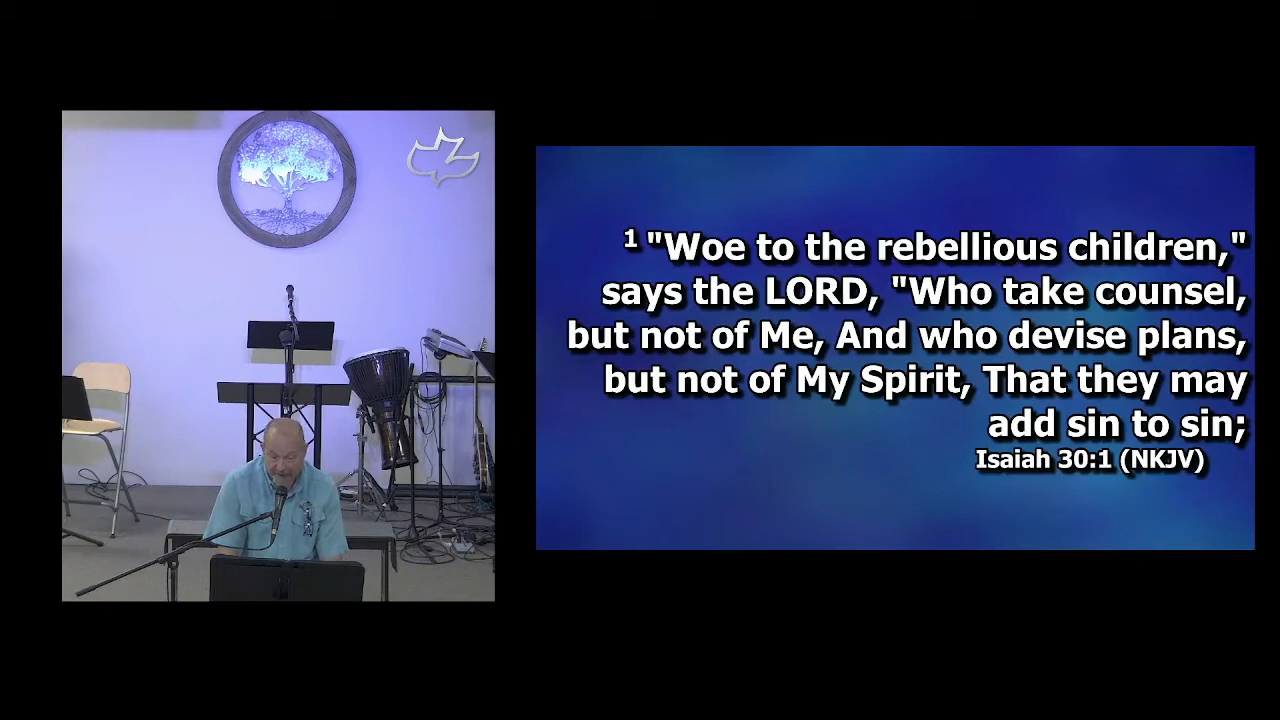 1 "Woe to the rebellious children,"
says the LORD, "Who take counsel,
but not of Me, And who devise plans,
but not of My Spirit, That they may
add sin to sin;
Isaiah 30:1 (NKJV)